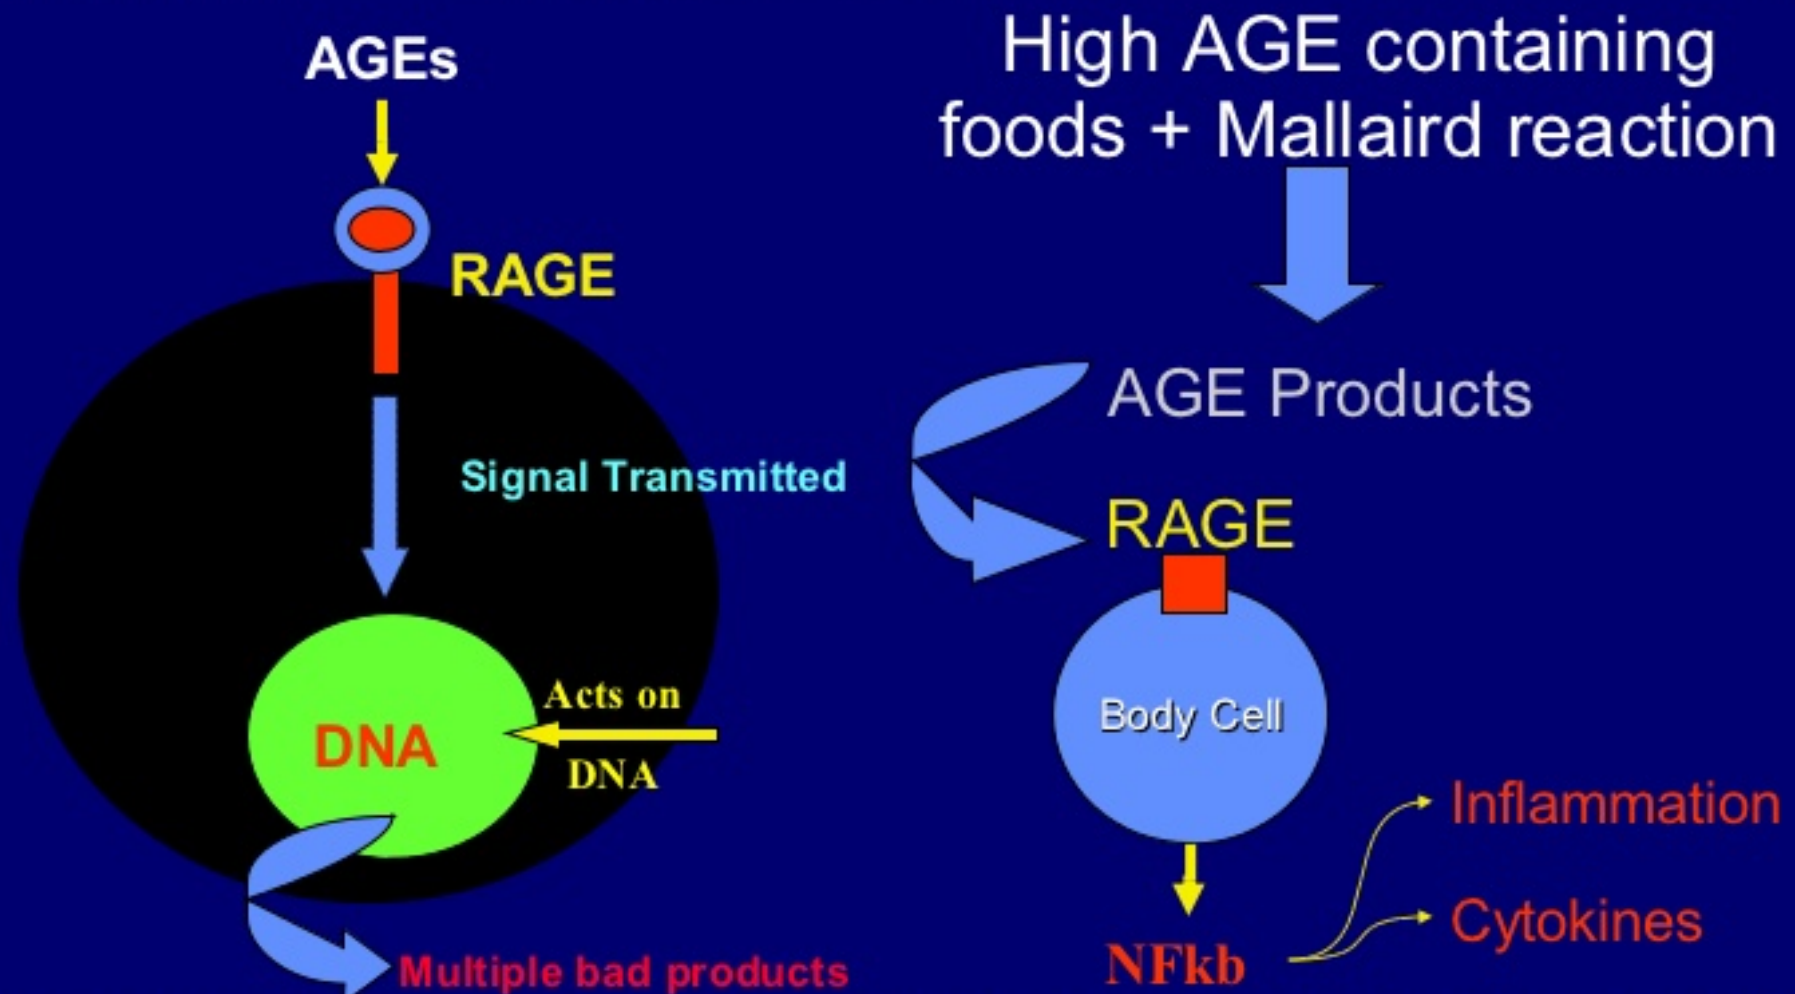 AGEs
RAGE
Signal Transmitted
DNA
Acts on
DNA
Multiple bad products
High AGE containing
foods + Mallaird reaction
AGE Products
RAGE
Body Cell
NFkb
Inflammation
Cytokines